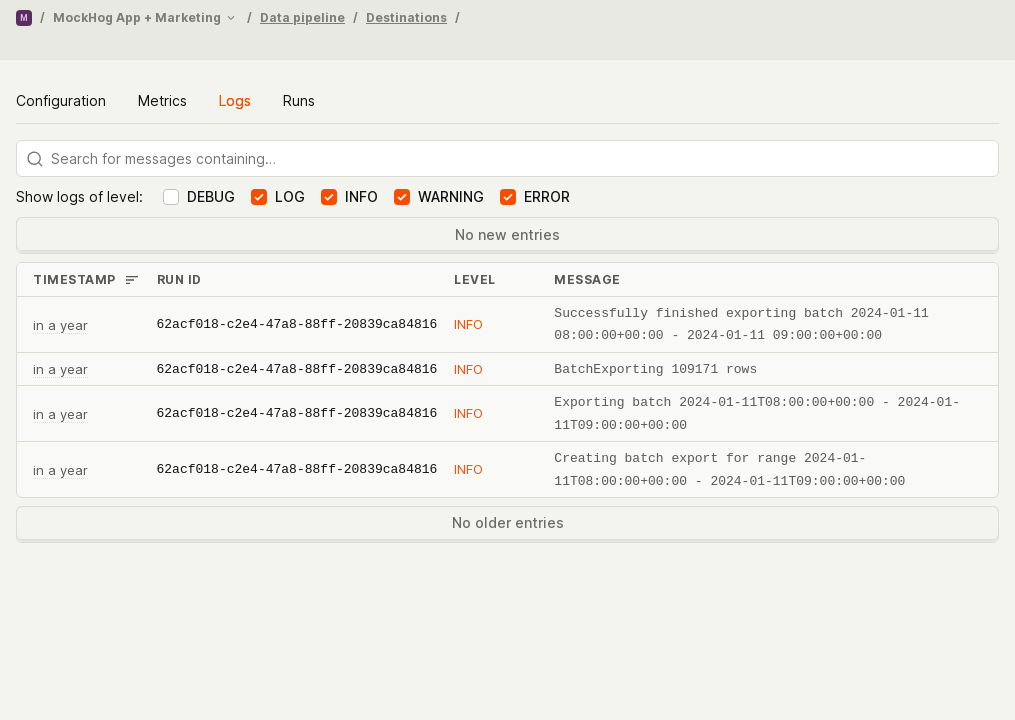 M / MockHog App + Marketing / Data pipeline / Destinations /
Configuration Metrics Logs Runs
Search for messages containing…
Show logs of level: DEBUG LOG INFO WARNING ERROR
No new entries
TIMESTAMP RUN ID LEVEL MESSAGE
in a year 62acf018-c2e4-47a8-88ff-20839ca84816 INFO Successfully finished exporting batch 2024-01-11
08:00:00+00:00 - 2024-01-11 09:00:00+00:00
in a year 62acf018-c2e4-47a8-88ff-20839ca84816 INFO BatchExporting 109171 rows
in a year 62acf018-c2e4-47a8-88ff-20839ca84816 INFO Exporting batch 2024-01-11T08:00:00+00:00 - 2024-01-
11T09:00:00+00:00
in a year 62acf018-c2e4-47a8-88ff-20839ca84816 INFO Creating batch export for range 2024-01-
11T08:00:00+00:00 - 2024-01-11T09:00:00+00:00
No older entries